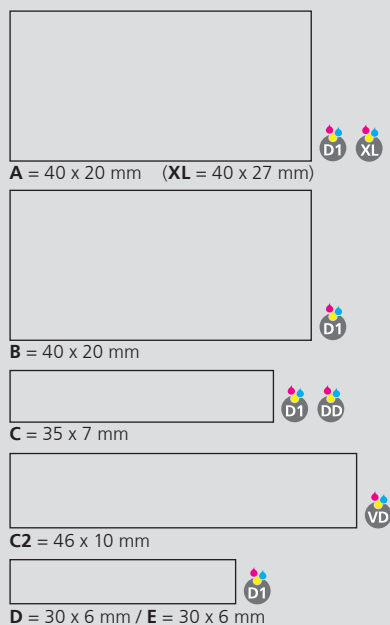 D1 XL
A = 40 x 20 mm (XL = 40 x 27 mm)
D1
B = 40 x 20 mm
D1 DD
C = 35 x 7 mm
VD
C2 = 46 x 10 mm
D1
D = 30 x 6 mm / E = 30 x 6 mm